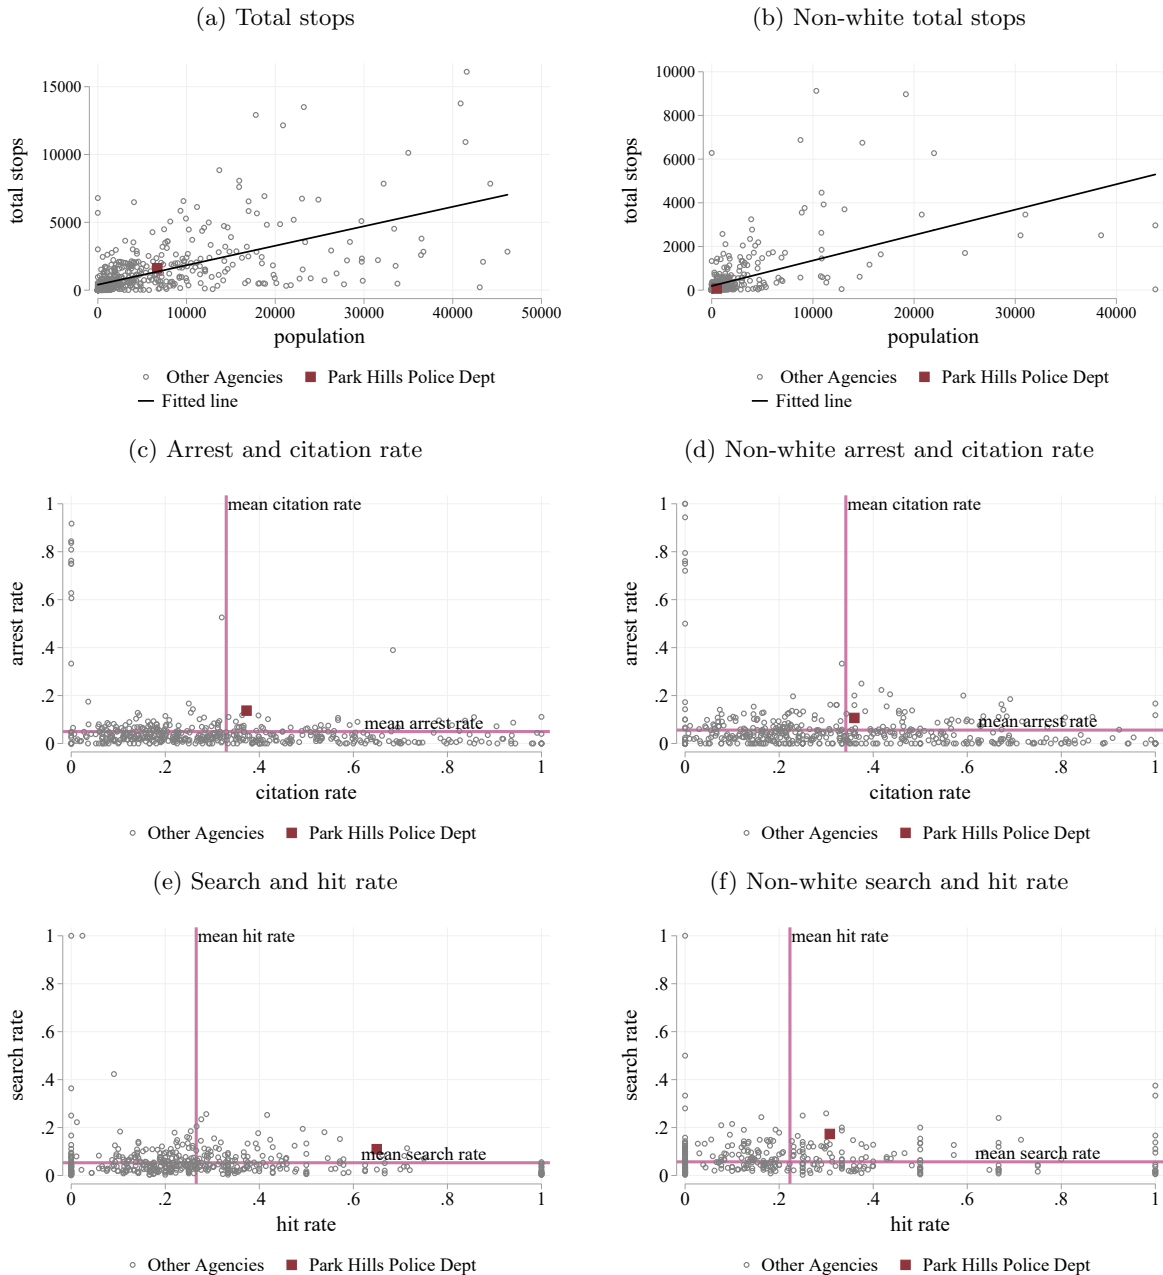 (a) Total stops
(b) Non-white total stops
total stops
15000
10000
5000
0
0 10000 20000 30000 40000 50000
population
Other Agencies Park Hills Police Dept
Fitted line
total stops
10000
8000
6000
4000
2000
0
0 10000 20000 30000 40000
population
Other Agencies Park Hills Police Dept
Fitted line
(c) Arrest and citation rate
(d) Non-white arrest and citation rate
arrest rate
1
.8
.6
.4
.2
0
mean citation rate
mean arrest rate
0 .2 .4 .6 .8 1
citation rate
Other Agencies Park Hills Police Dept
arrest rate
1
.8
.6
.4
.2
0
mean citation rate
mean arrest rate
0 .2 .4 .6 .8 1
citation rate
Other Agencies Park Hills Police Dept
(e) Search and hit rate
(f) Non-white search and hit rate
search rate
1
.8
.6
.4
.2
0
mean hit rate
mean search rate
0 .2 .4 .6 .8 1
hit rate
Other Agencies Park Hills Police Dept
search rate
1
.8
.6
.4
.2
0
mean hit rate
mean search rate
0 .2 .4 .6 .8 1
hit rate
Other Agencies Park Hills Police Dept